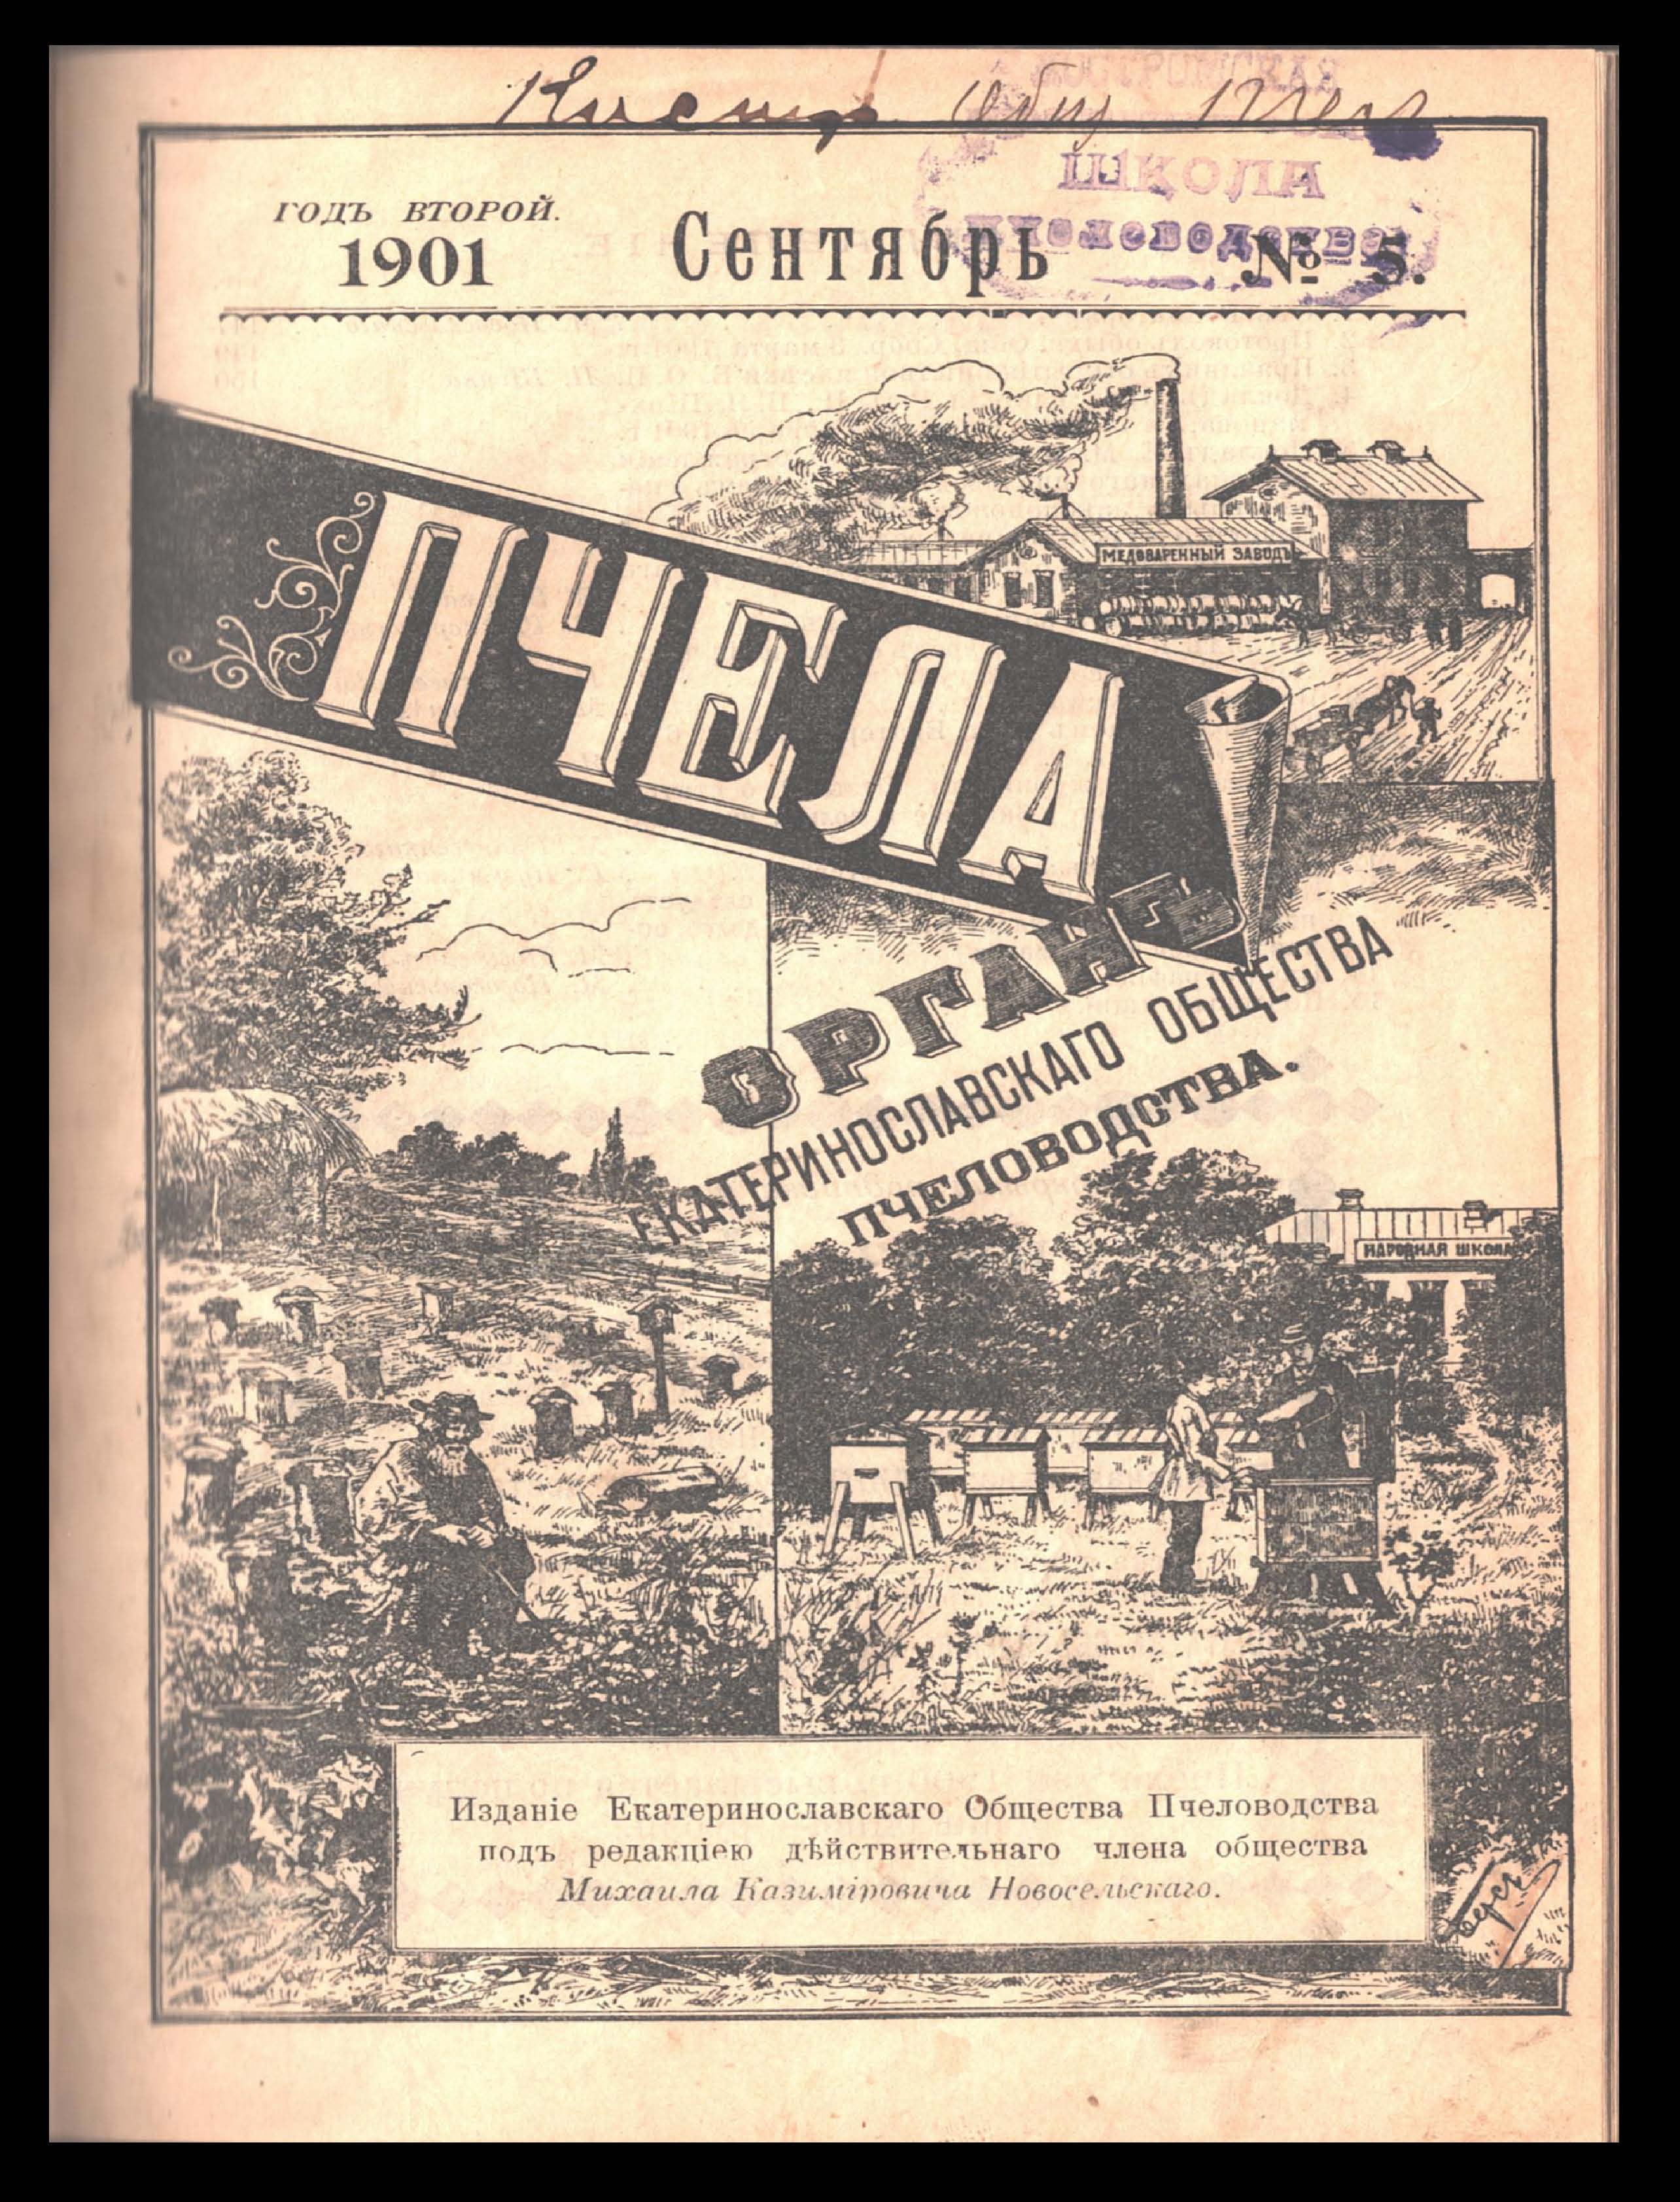 ШКОЛА
ГОДЪ ВТОРОЙ.
1901
Сентябрь
№ 5.
МЕДОВАРЕННЫЙ ЗАВОДЪ
ПЧЕЛА
ОРГАНЪ
ЕКАТЕРИНОСЛАВСКАГО ОБЩЕСТВА
ПЧЕЛОВОДСТВА.
НАРОДНАЯ ШКОЛА
Изданіе Екатеринославскаго Общества Пчеловодства
подъ редакціею дѣйствительнаго члена общества
Михаила Казиміровича Новосельскаго.